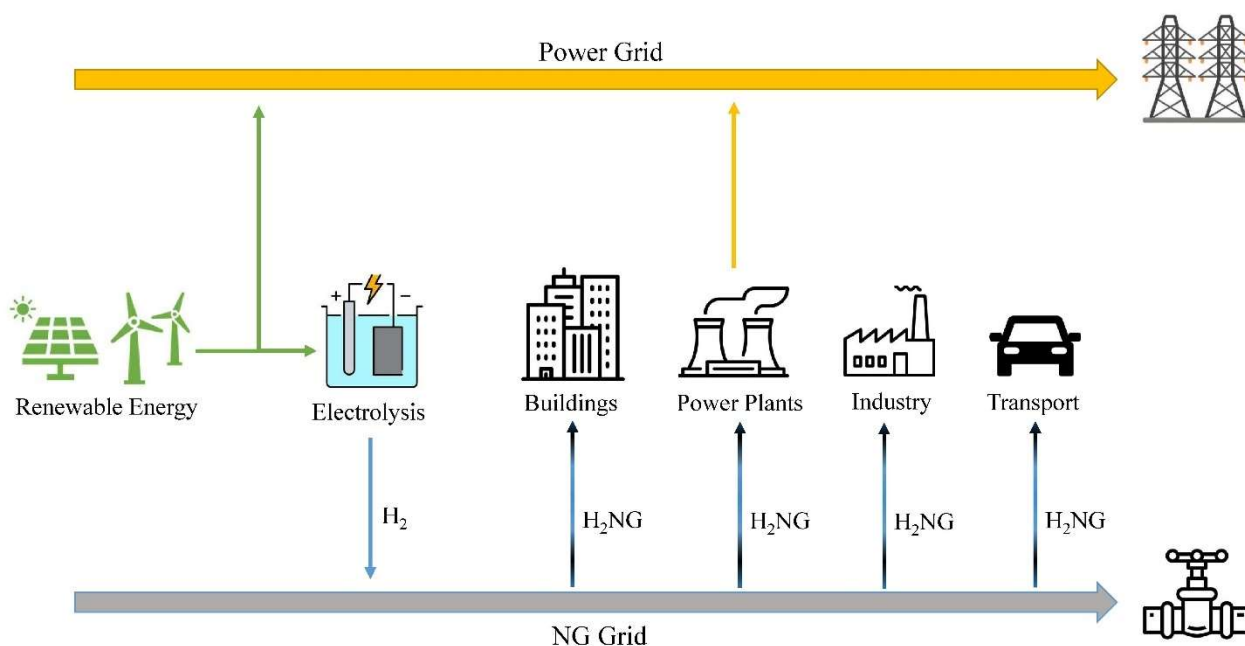 Power Grid
+ −
Renewable Energy
Electrolysis
Buildings
Power Plants
Industry
Transport
H₂
H₂NG
H₂NG
H₂NG
H₂NG
NG Grid